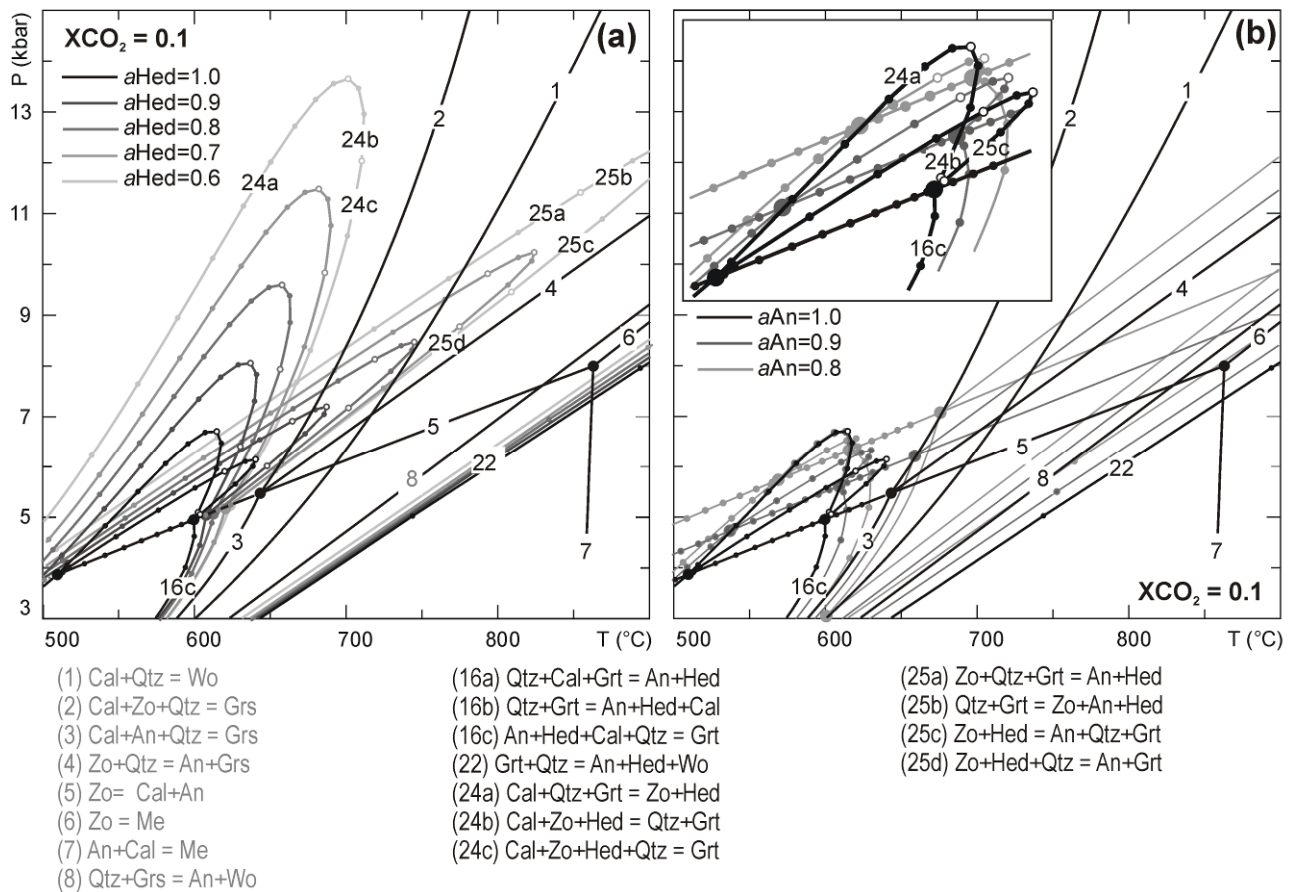 P (kbar)
XCO2 = 0.1
aHed=1.0
aHed=0.9
aHed=0.8
aHed=0.7
aHed=0.6
(a)
2
1
24a
24b
24c
25a
25b
25c
25d
4
6
5
8
22
3
7
16c
13
11
9
7
5
3
500
600
700
800
T (°C)
(b)
24a
24b
25c
16c
aAn=1.0
aAn=0.9
aAn=0.8
2
1
4
6
5
8
22
3
7
16c
XCO2 = 0.1
500
600
700
800
T (°C)
(1) Cal+Qtz = Wo
(2) Cal+Zo+Qtz = Grs
(3) Cal+An+Qtz = Grs
(4) Zo+Qtz = An+Grs
(5) Zo= Cal+An
(6) Zo = Me
(7) An+Cal = Me
(8) Qtz+Grs = An+Wo
(16a) Qtz+Cal+Grt = An+Hed
(16b) Qtz+Grt = An+Hed+Cal
(16c) An+Hed+Cal+Qtz = Grt
(22) Grt+Qtz = An+Hed+Wo
(24a) Cal+Qtz+Grt = Zo+Hed
(24b) Cal+Zo+Hed = Qtz+Grt
(24c) Cal+Zo+Hed+Qtz = Grt
(25a) Zo+Qtz+Grt = An+Hed
(25b) Qtz+Grt = Zo+An+Hed
(25c) Zo+Hed = An+Qtz+Grt
(25d) Zo+Hed+Qtz = An+Grt